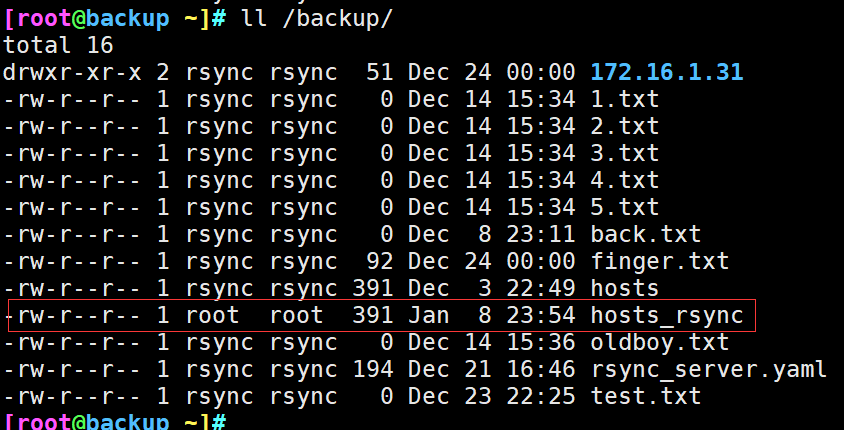 [root@backup ~]# ll /backup/
total 16
drwxr-xr-x 2 rsync rsync  51 Dec 24 00:00 172.16.1.31
-rw-r--r-- 1 rsync rsync   0 Dec 14 15:34 1.txt
-rw-r--r-- 1 rsync rsync   0 Dec 14 15:34 2.txt
-rw-r--r-- 1 rsync rsync   0 Dec 14 15:34 3.txt
-rw-r--r-- 1 rsync rsync   0 Dec 14 15:34 4.txt
-rw-r--r-- 1 rsync rsync   0 Dec 14 15:34 5.txt
-rw-r--r-- 1 rsync rsync   0 Dec  8 23:11 back.txt
-rw-r--r-- 1 rsync rsync  92 Dec 24 00:00 finger.txt
-rw-r--r-- 1 rsync rsync 391 Dec  3 22:49 hosts
-rw-r--r-- 1 root  root  391 Jan  8 23:54 hosts_rsync
-rw-r--r-- 1 rsync rsync   0 Dec 14 15:36 oldboy.txt
-rw-r--r-- 1 rsync rsync 194 Dec 21 16:46 rsync_server.yaml
-rw-r--r-- 1 rsync rsync   0 Dec 23 22:25 test.txt
[root@backup ~]#